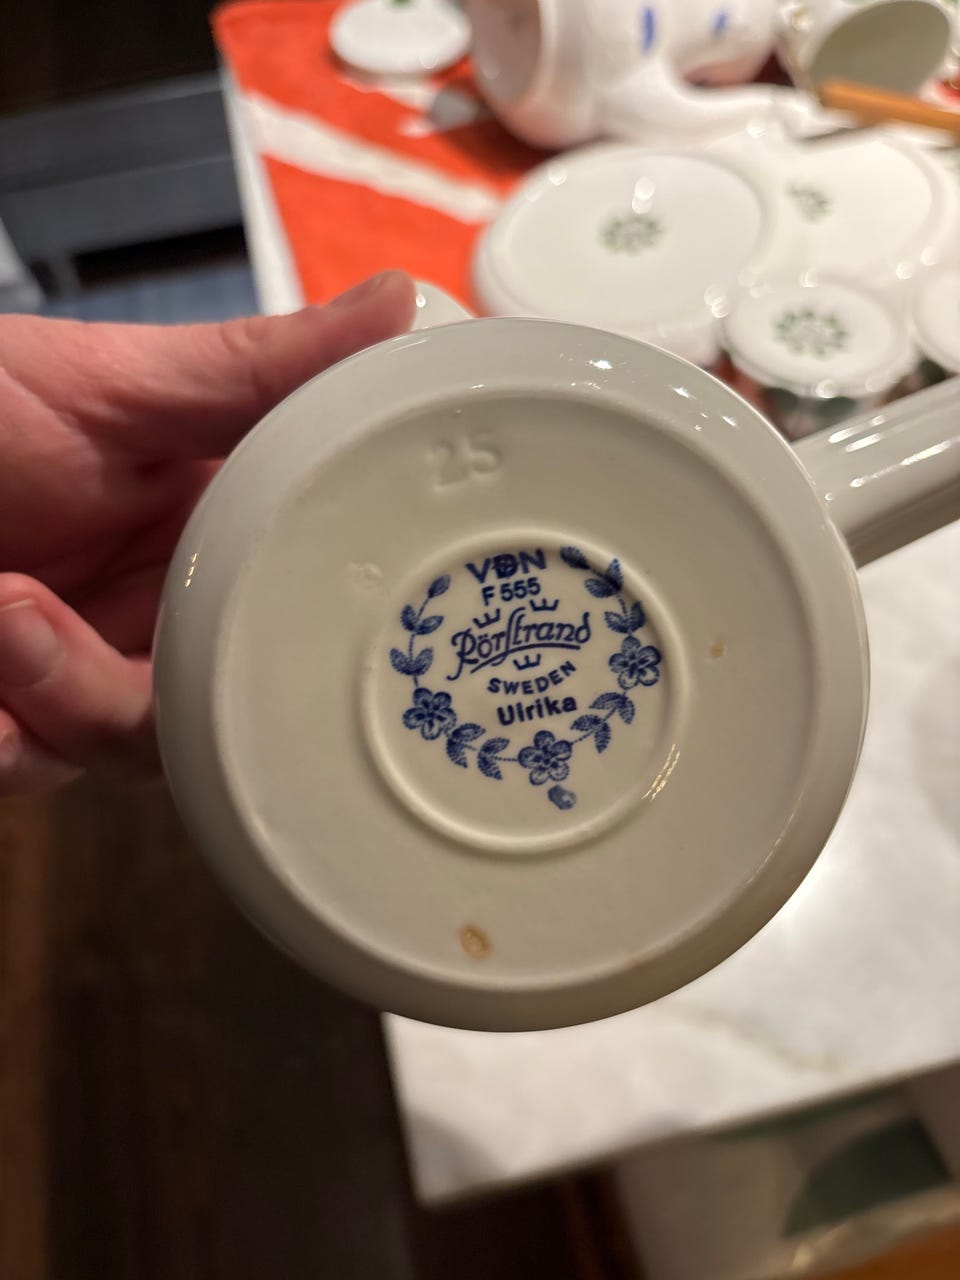 25
VDN
F 555
Rörstrand
SWEDEN
Ulrika